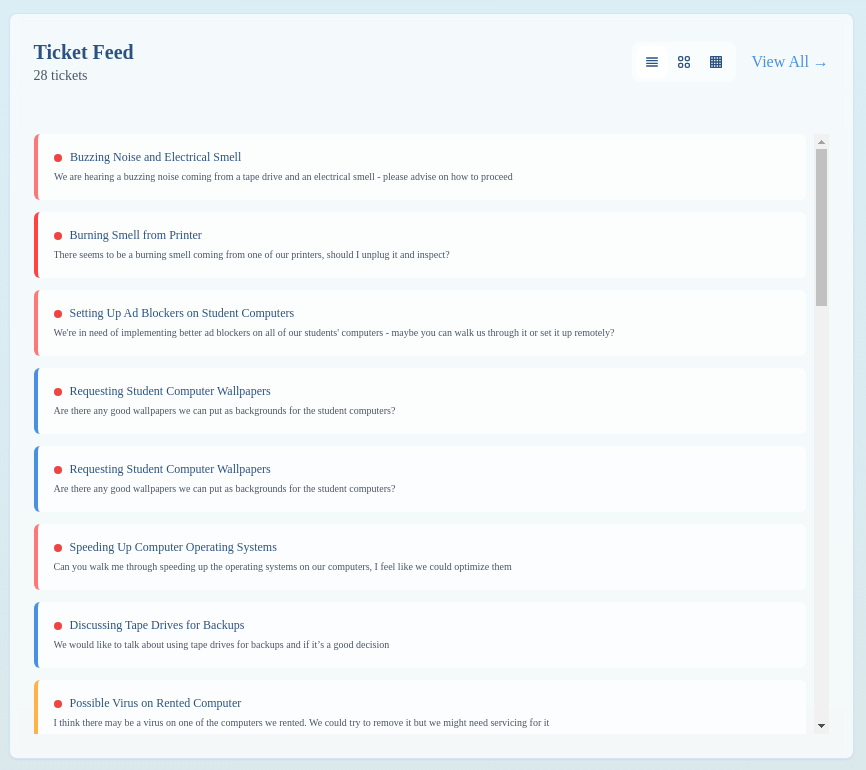 Ticket Feed
28 tickets
View All →
Buzzing Noise and Electrical Smell
We are hearing a buzzing noise coming from a tape drive and an electrical smell - please advise on how to proceed
Burning Smell from Printer
There seems to be a burning smell coming from one of our printers, should I unplug it and inspect?
Setting Up Ad Blockers on Student Computers
We're in need of implementing better ad blockers on all of our students' computers - maybe you can walk us through it or set it up remotely?
Requesting Student Computer Wallpapers
Are there any good wallpapers we can put as backgrounds for the student computers?
Requesting Student Computer Wallpapers
Are there any good wallpapers we can put as backgrounds for the student computers?
Speeding Up Computer Operating Systems
Can you walk me through speeding up the operating systems on our computers, I feel like we could optimize them
Discussing Tape Drives for Backups
We would like to talk about using tape drives for backups and if it’s a good decision
Possible Virus on Rented Computer
I think there may be a virus on one of the computers we rented. We could try to remove it but we might need servicing for it